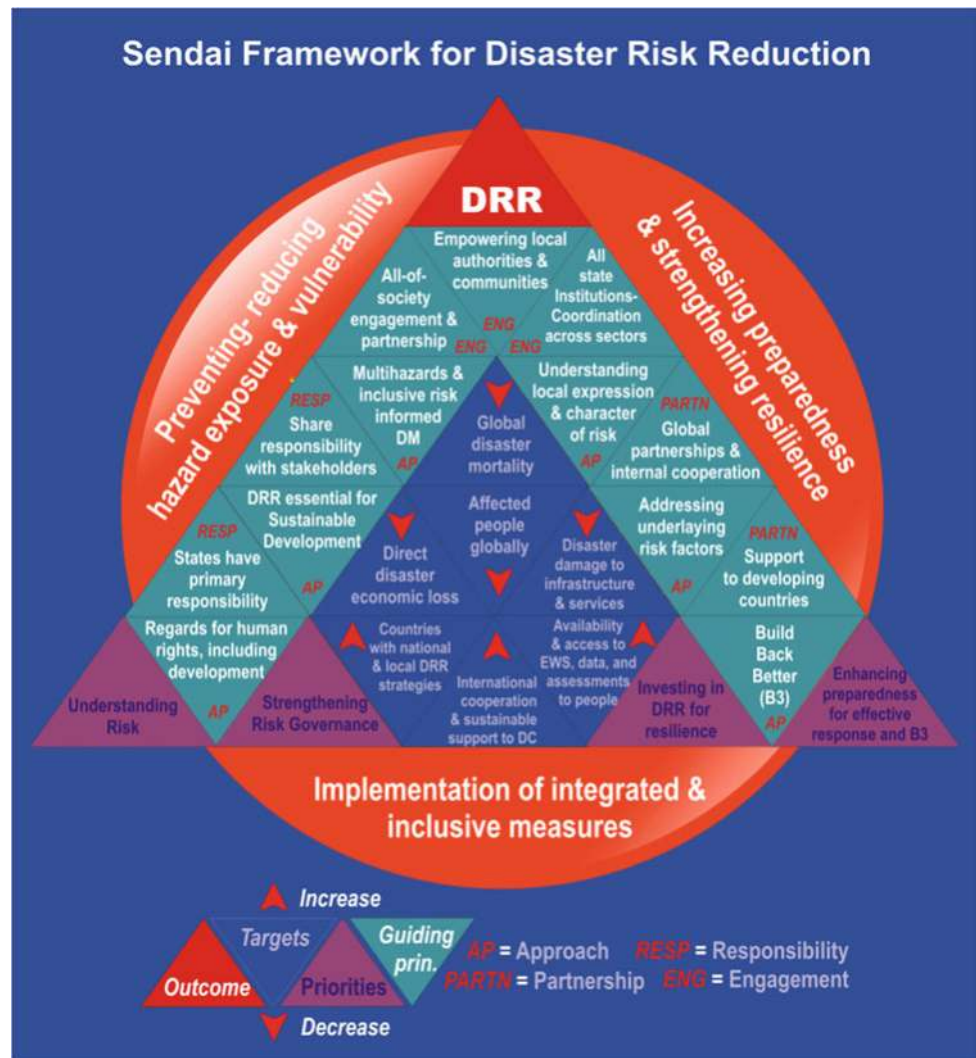 Sendai Framework for Disaster Risk Reduction
DRR
Preventing- reducing
hazard exposure & vulnerability
Increasing preparedness
& strengthening resilience
Empowering local
authorities &
communities
ENG
All-of-
society
engagement &
partnership
ENG
All
state
Institutions-
Coordination
across sectors
ENG
RESP
Share
responsibility
with stakeholders
Multihazards &
inclusive risk
informed
DM
AP
Global
disaster
mortality
Understanding
local expression
& character
of risk
AP
PARTN
Global
partnerships &
internal cooperation
RESP
States have
primary
responsibility
DRR essential for
Sustainable
Development
AP
Direct
disaster
economic loss
Affected
people
globally
Disaster
damage to
infrastructure
& services
Addressing
underlaying
risk factors
AP
PARTN
Support
to developing
countries
Understanding
Risk
Regards for human
rights, including
development
AP
Strengthening
Risk Governance
Countries
with national
& local DRR
strategies
International
cooperation
& sustainable
support to DC
Availability
& access to
EWS, data, and
assessments
to people
Investing in
DRR for
resilience
Build
Back
Better
(B3)
AP
Enhancing
preparedness
for effective
response and B3
Implementation of integrated &
inclusive measures
Increase
Targets
Guiding
prin.
Outcome
Priorities
Decrease
AP = Approach RESP = Responsibility
PARTN = Partnership ENG = Engagement